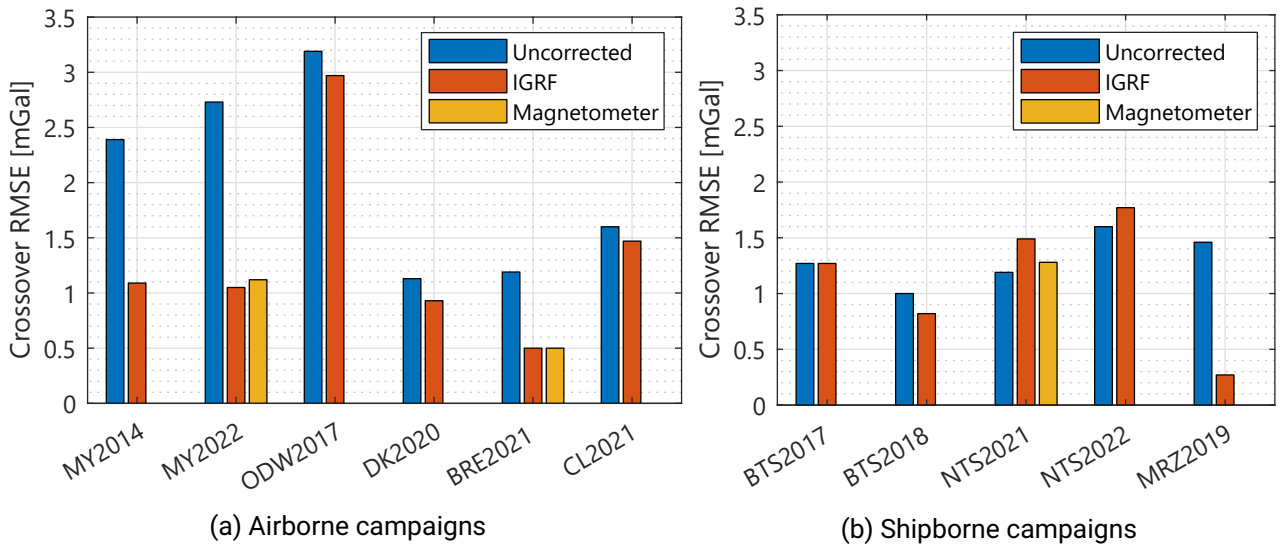 Crossover RMSE [mGal]
3.5
3
2.5
2
1.5
1
0.5
0
Uncorrected
IGRF
Magnetometer
MY2014
MY2022
ODW2017
DK2020
BRE2021
CL2021
(a) Airborne campaigns
Crossover RMSE [mGal]
3.5
3
2.5
2
1.5
1
0.5
0
Uncorrected
IGRF
Magnetometer
BTS2017
BTS2018
NTS2021
NTS2022
MRZ2019
(b) Shipborne campaigns